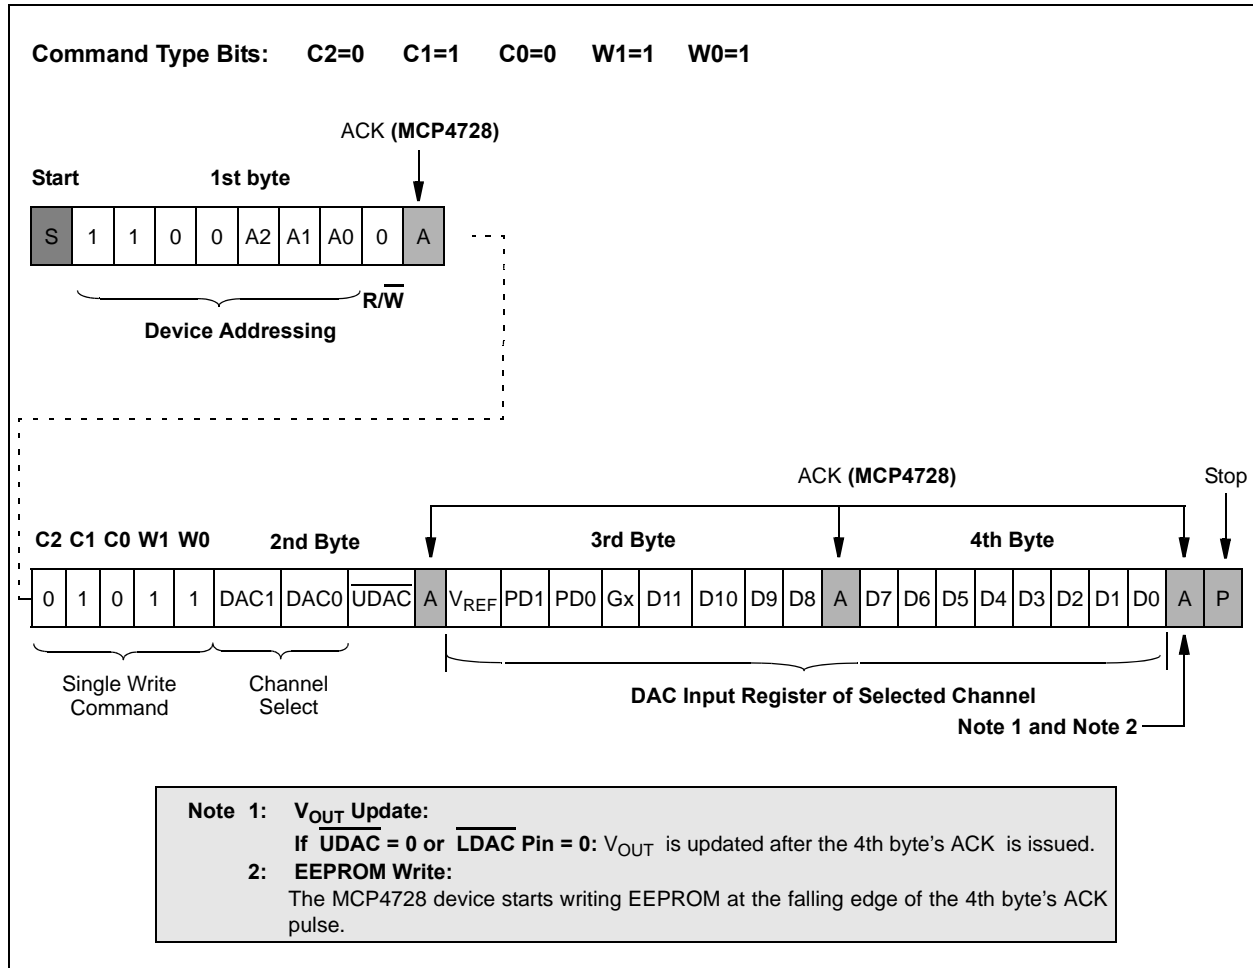 Command Type Bits: C2=0 C1=1 C0=0 W1=1 W0=1
ACK (MCP4728)
Start 1st byte
S 1 1 0 0 A2 A1 A0 0 A
R/W̅
Device Addressing
ACK (MCP4728) Stop
C2 C1 C0 W1 W0 2nd Byte 3rd Byte 4th Byte
0 1 0 1 1 DAC1 DAC0 U̅D̅A̅C̅ A VREF PD1 PD0 Gx D11 D10 D9 D8 A D7 D6 D5 D4 D3 D2 D1 D0 A P
Single Write Command
Channel Select
DAC Input Register of Selected Channel
Note 1 and Note 2
Note 1: VOUT Update:
If U̅D̅A̅C̅ = 0 or L̅D̅A̅C̅ Pin = 0: VOUT is updated after the 4th byte's ACK is issued.
2: EEPROM Write:
The MCP4728 device starts writing EEPROM at the falling edge of the 4th byte's ACK
pulse.